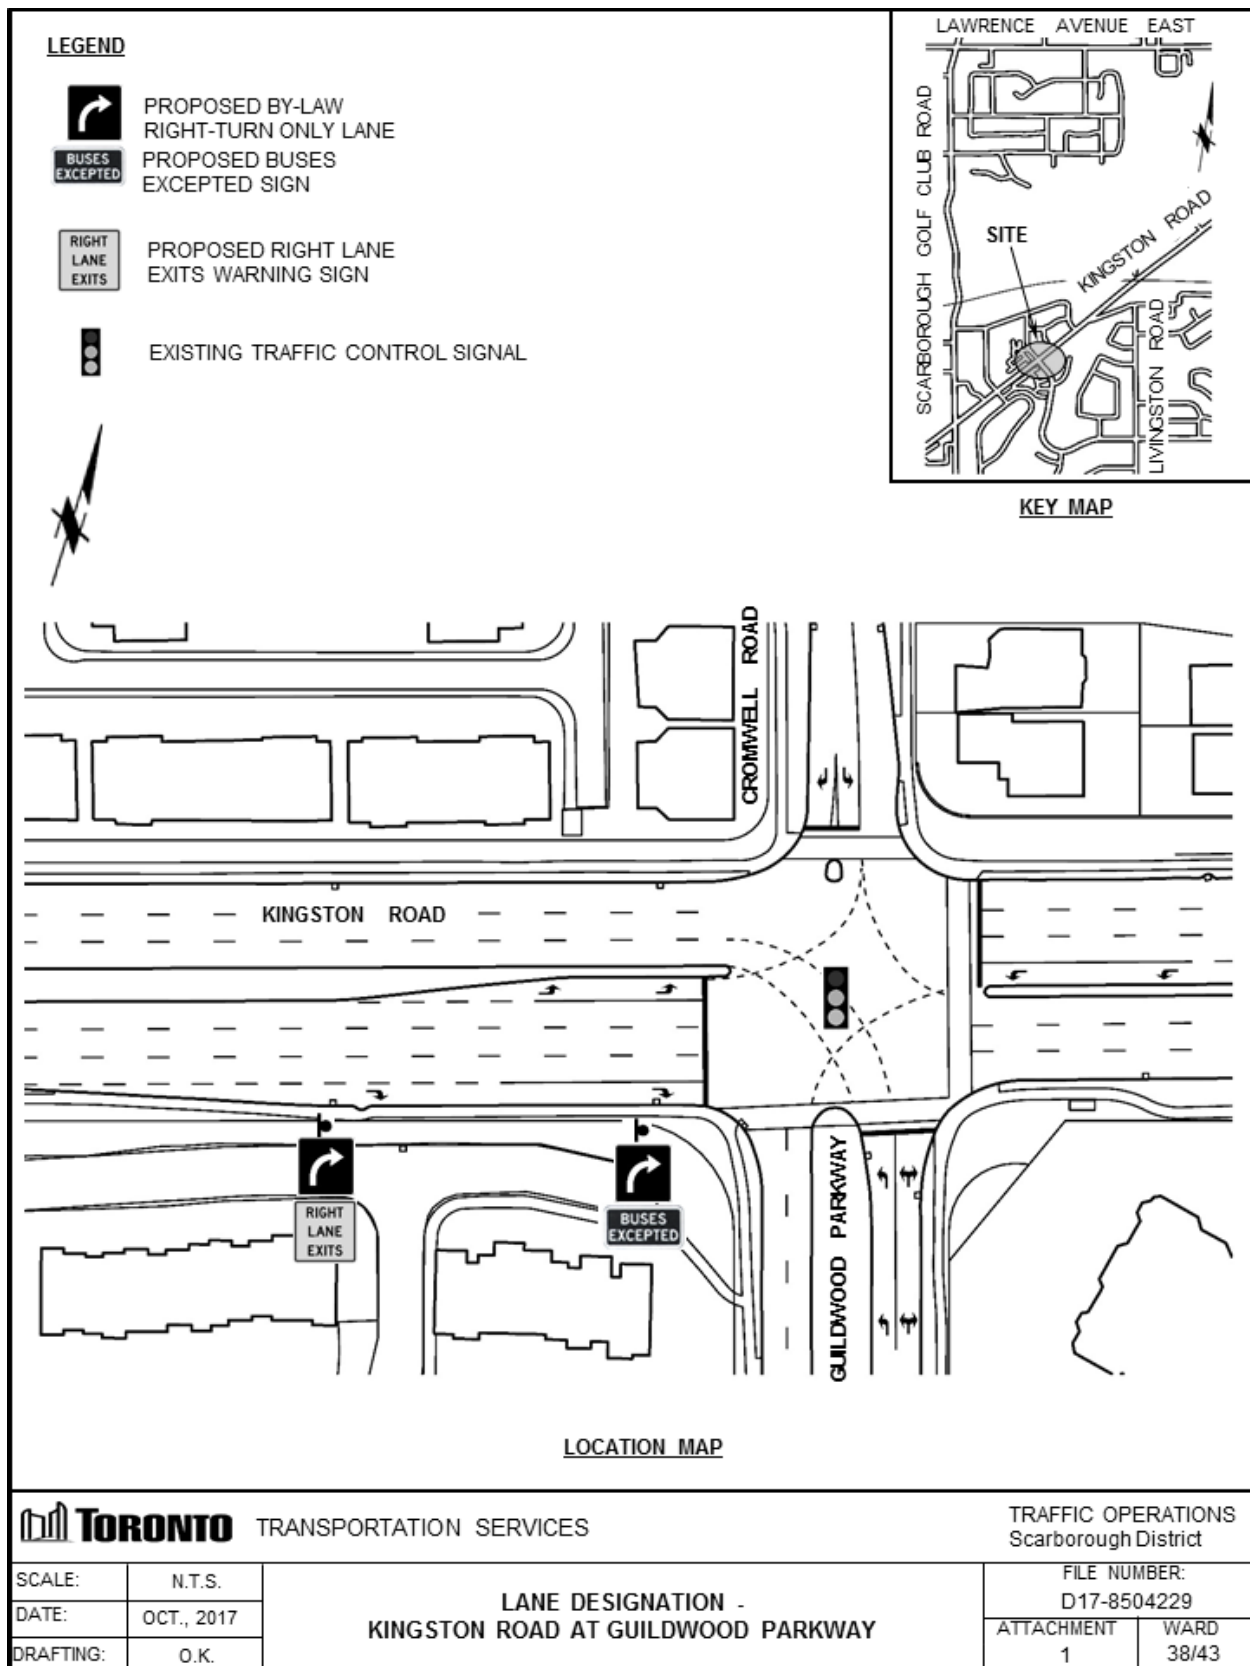 LEGEND
PROPOSED BY-LAW
RIGHT-TURN ONLY LANE
BUSES
EXCEPTED
PROPOSED BUSES
EXCEPTED SIGN
RIGHT
LANE
EXITS
PROPOSED RIGHT LANE
EXITS WARNING SIGN
EXISTING TRAFFIC CONTROL SIGNAL
LAWRENCE AVENUE EAST
SCARBOROUGH GOLF CLUB ROAD
SITE
KINGSTON ROAD
LIVINGSTON ROAD
KEY MAP
CROMWELL ROAD
KINGSTON ROAD
GUILDWOOD PARKWAY
RIGHT
LANE
EXITS
BUSES
EXCEPTED
LOCATION MAP
TORONTO TRANSPORTATION SERVICES
TRAFFIC OPERATIONS
Scarborough District
SCALE: N.T.S.
DATE: OCT., 2017
DRAFTING: O.K.
LANE DESIGNATION -
KINGSTON ROAD AT GUILDWOOD PARKWAY
FILE NUMBER:
D17-8504229
ATTACHMENT
1
WARD
38/43